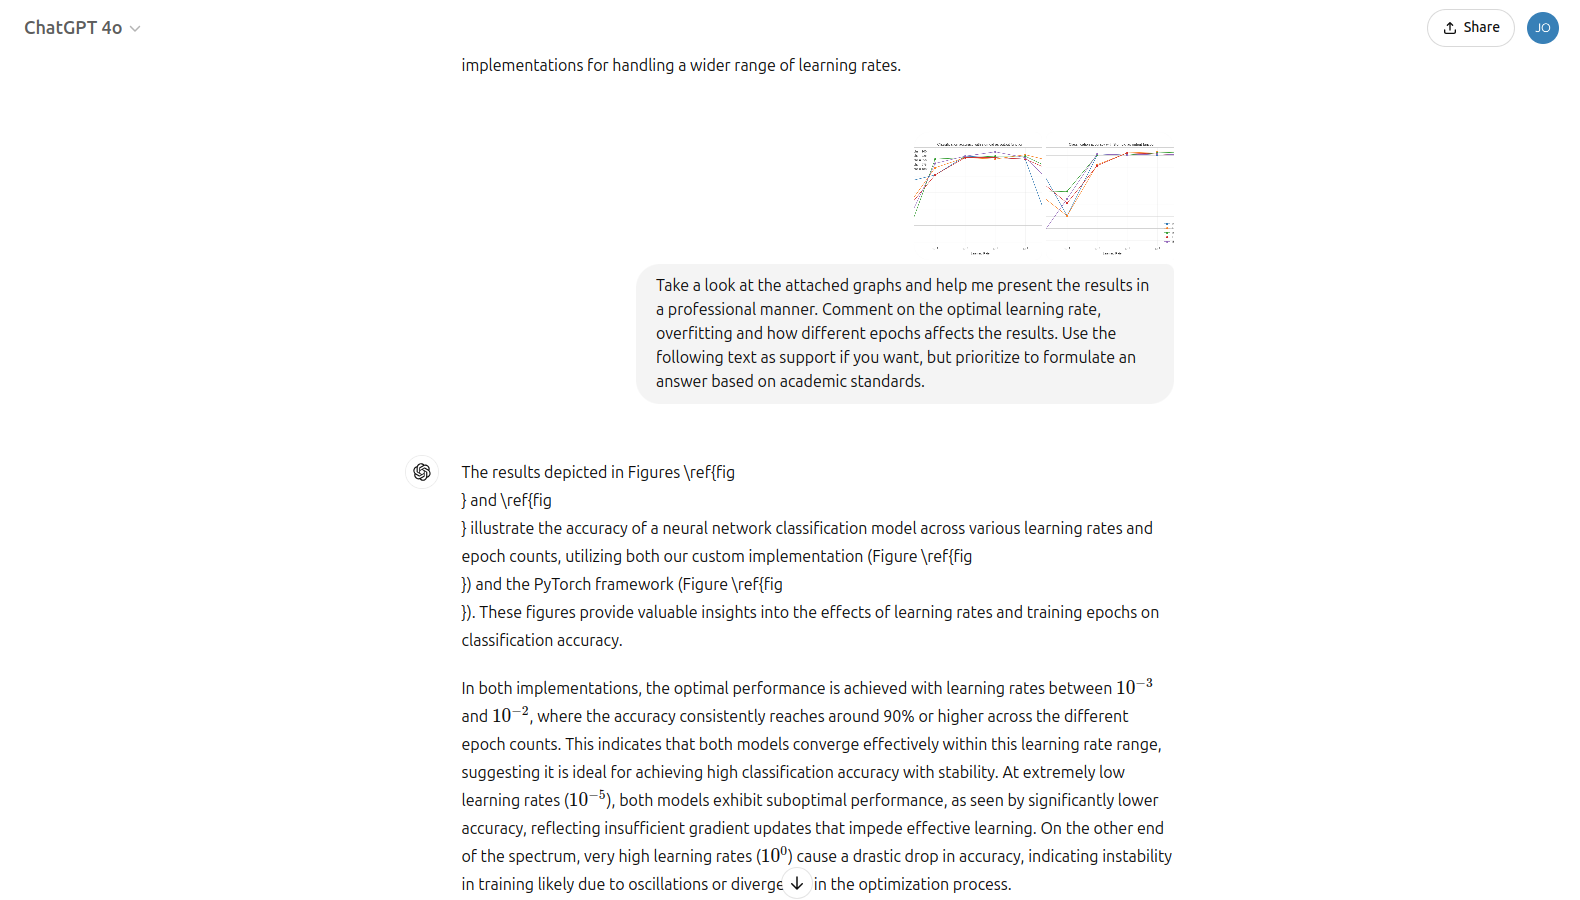 ChatGPT 4o
Share
JO
implementations for handling a wider range of learning rates.
Take a look at the attached graphs and help me present the results in
a professional manner. Comment on the optimal learning rate,
overfitting and how different epochs affects the results. Use the
following text as support if you want, but prioritize to formulate an
answer based on academic standards.
The results depicted in Figures \ref{fig
} and \ref{fig
} illustrate the accuracy of a neural network classification model across various learning rates and
epoch counts, utilizing both our custom implementation (Figure \ref{fig
}) and the PyTorch framework (Figure \ref{fig
}). These figures provide valuable insights into the effects of learning rates and training epochs on
classification accuracy.
In both implementations, the optimal performance is achieved with learning rates between 10⁻³
and 10⁻², where the accuracy consistently reaches around 90% or higher across the different
epoch counts. This indicates that both models converge effectively within this learning rate range,
suggesting it is ideal for achieving high classification accuracy with stability. At extremely low
learning rates (10⁻⁵), both models exhibit suboptimal performance, as seen by significantly lower
accuracy, reflecting insufficient gradient updates that impede effective learning. On the other end
of the spectrum, very high learning rates (10⁰) cause a drastic drop in accuracy, indicating instability
in training likely due to oscillations or diverge in the optimization process.